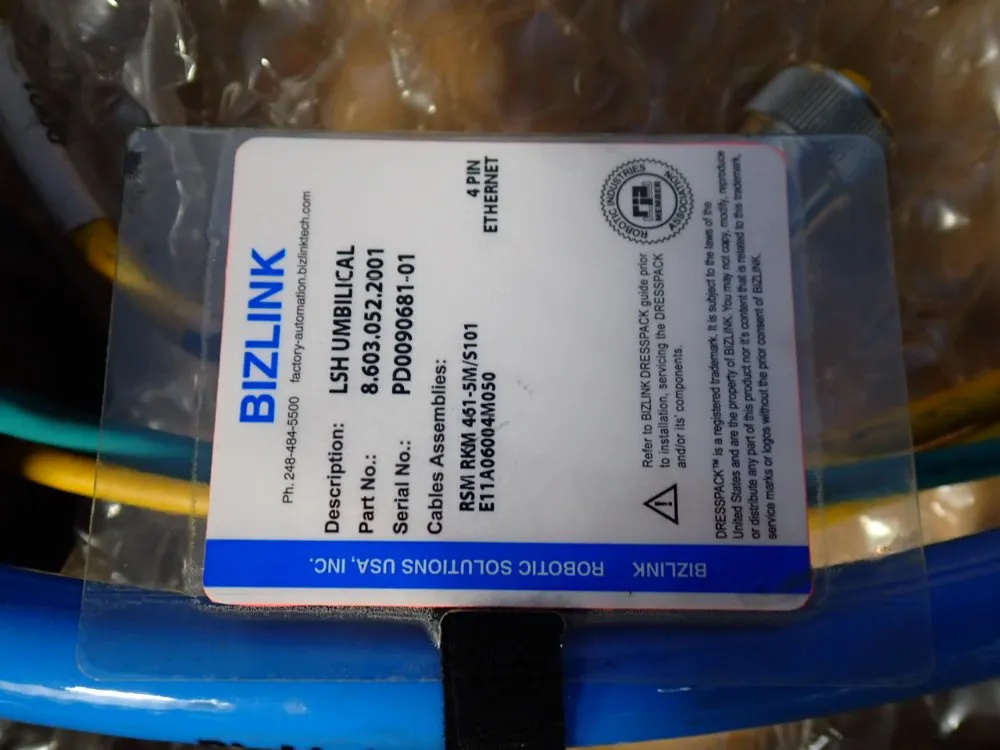 BIZLINK
Ph. 248-484-5500 factory-automation.bizlinktech.com
Description: LSH UMBILICAL
Part No.: 8.603.052.2001
Serial No.: PD0090681-01
Cables Assemblies:
RSM RKM 461-5M/S101 4 PIN
E11A06004M050 ETHERNET
Refer to BIZLINK DRESSPACK guide prior
to installation, servicing the DRESSPACK
and/or its' components.
ROBOTIC INDUSTRIES
ria
MEMBER
ASSOCIATION
DRESSPACK™ is a registered trademark. It is subject to the laws of the
United States and are the property of BIZLINK. You may not copy, modify, reproduce
or distribute any part of this product nor it's content that is related to this trademark,
service marks or logos without the prior consent of BIZLINK.
BIZLINK ROBOTIC SOLUTIONS USA, INC.